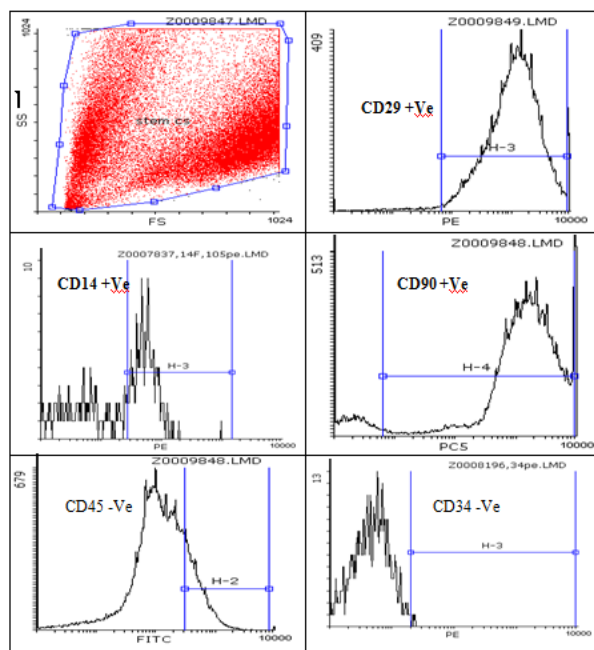 Z0009847.LMD
1024
1
SS
stem.cs
FS
1024
Z0009849.LMD
409
CD29 +Ve
H-3
PE
10000
Z0007837,14F,105pe.LMD
10
CD14 +Ve
H-3
PE
10000
Z0009848.LMD
513
CD90 +Ve
H-4
PC5
10000
Z0009848.LMD
679
CD45 -Ve
H-2
FITC
10000
Z0008196,34pe.LMD
13
CD34 -Ve
H-3
PE
10000